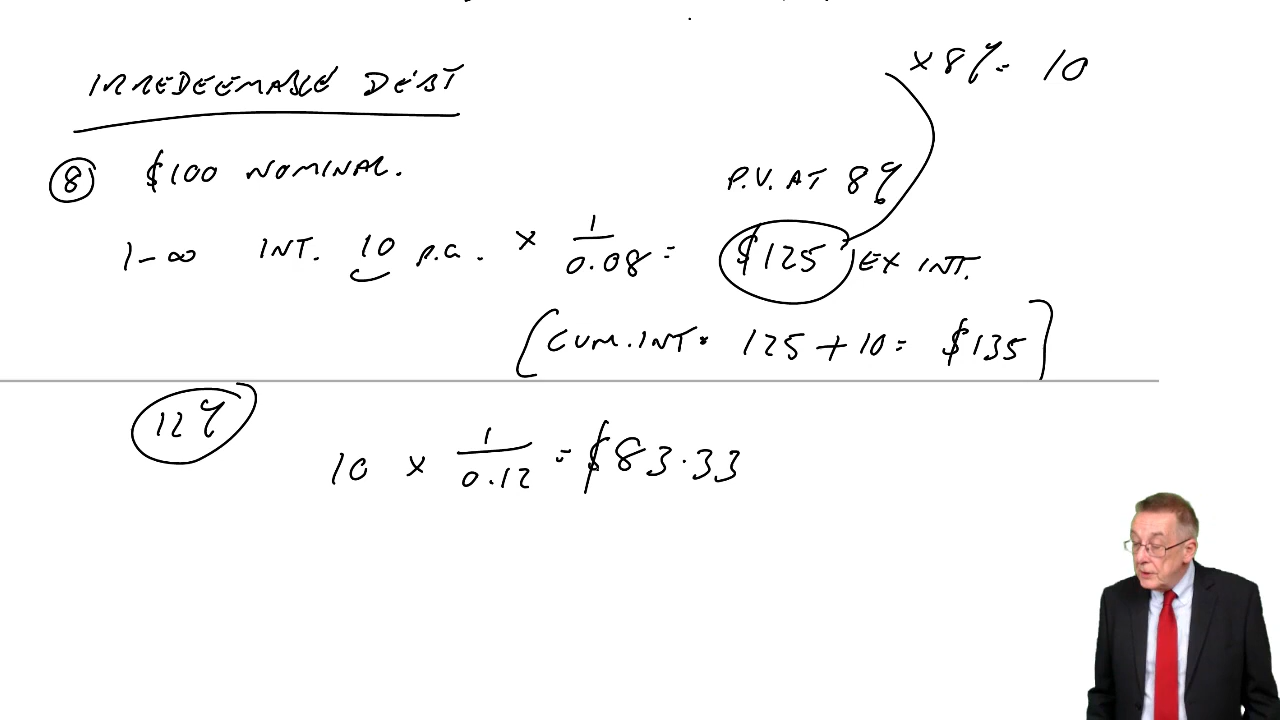 IRREDEEMABLE DEBT
× 8% = 10
8 $100 NOMINAL.
P.V. AT 8%
1-∞ INT. 10 p.a. × 1/0.08 = $125 EX INT.
[CUM. INT. 125 + 10 = $135]
12%
10 × 1/0.12 = $83.33